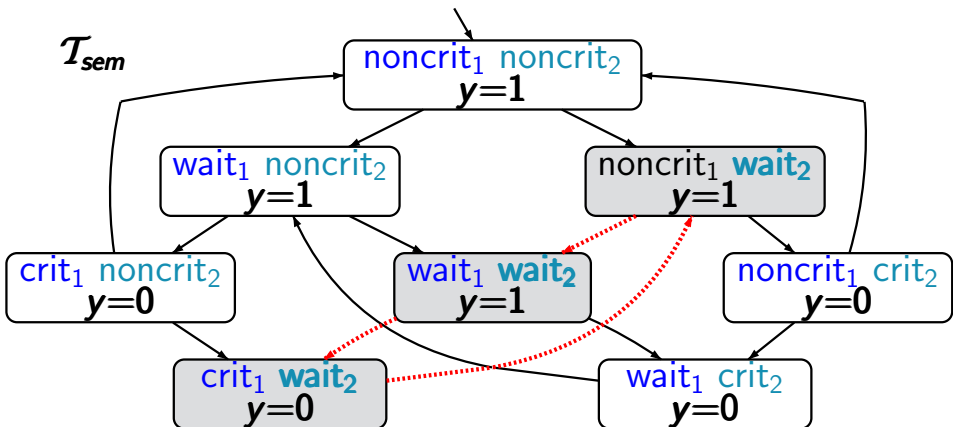 𝒯sem
noncrit₁ noncrit₂
y=1
wait₁ noncrit₂
y=1
noncrit₁ wait₂
y=1
crit₁ noncrit₂
y=0
wait₁ wait₂
y=1
noncrit₁ crit₂
y=0
crit₁ wait₂
y=0
wait₁ crit₂
y=0